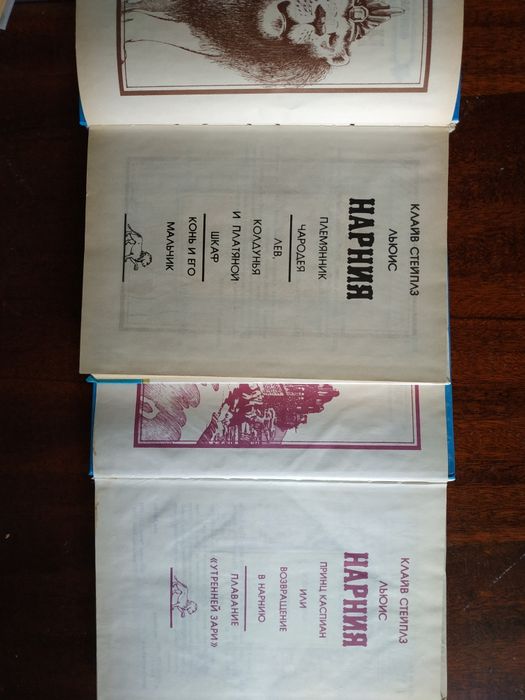 КЛАЙВ СТЕЙПЛЗ
ЛЬЮИС
НАРНИЯ
ПЛЕМЯННИК
ЧАРОДЕЯ
ЛЕВ,
КОЛДУНЬЯ
И ПЛАТЯНОЙ
ШКАФ
КОНЬ И ЕГО
МАЛЬЧИК
КЛАЙВ СТЕЙПЛЗ
ЛЬЮИС
НАРНИЯ
ПРИНЦ КАСПИАН
ИЛИ
ВОЗВРАЩЕНИЕ
В НАРНИЮ
ПЛАВАНИЕ
«УТРЕННЕЙ ЗАРИ»